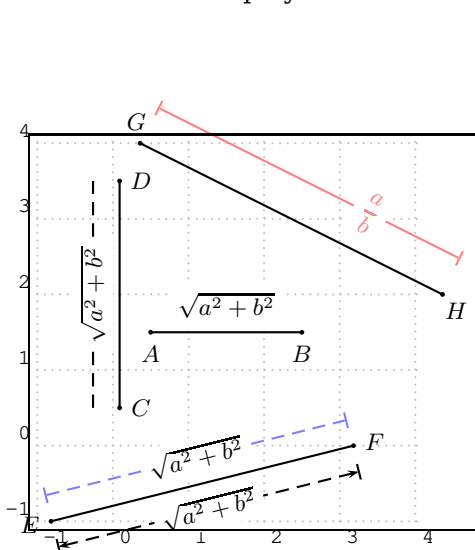 4
G
a/b
D
3
√(a² + b²)
2
H
√(a² + b²)
A
B
1
C
0
F
√(a² + b²)
√(a² + b²)
-1
E
-1 0 1 2 3 4